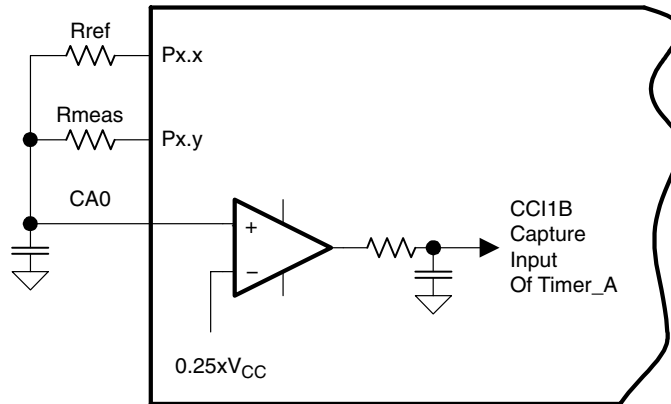 Rref
Px.x
Rmeas
Px.y
CA0
+
−
CCI1B
Capture
Input
Of Timer_A
0.25xVCC